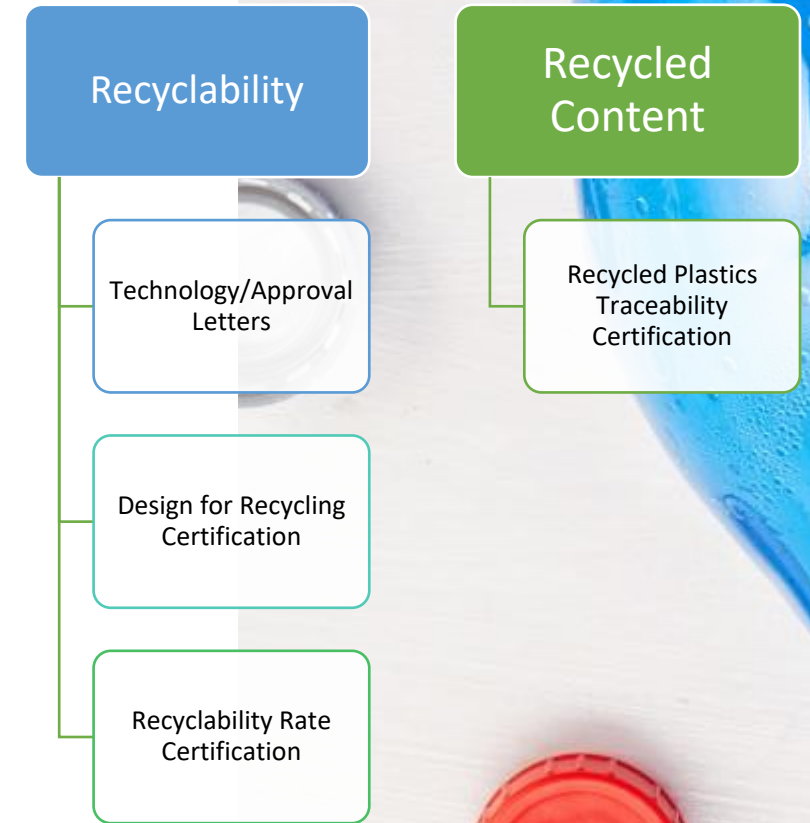 Recyclability
Technology/Approval
Letters
Design for Recycling
Certification
Recyclability Rate
Certification
Recycled
Content
Recycled Plastics
Traceability
Certification